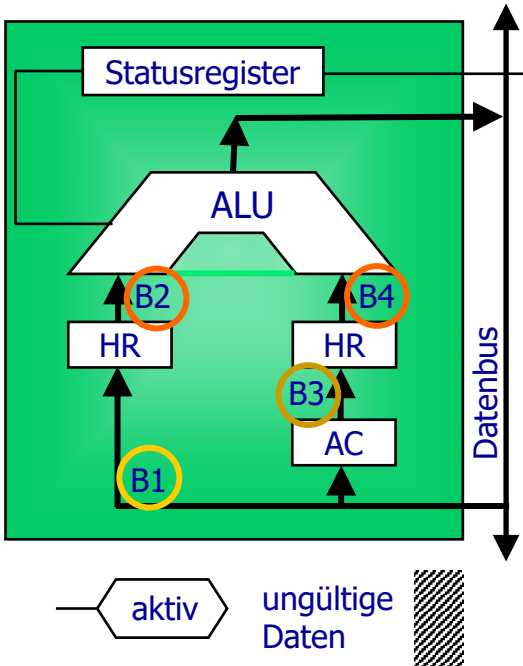 Statusregister
ALU
B2
B4
HR
HR
B3
AC
B1
Datenbus
aktiv
ungültige
Daten